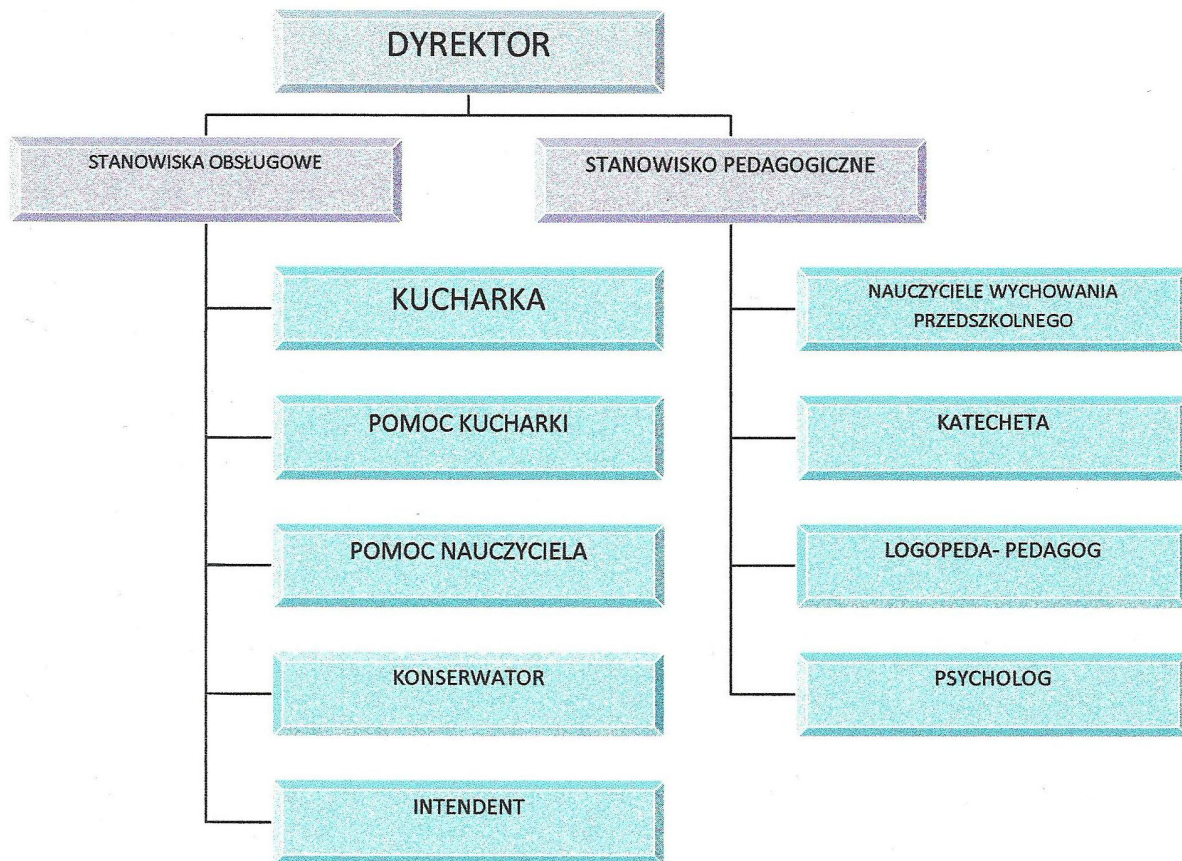 DYREKTOR
STANOWISKA OBSŁUGOWE
STANOWISKO PEDAGOGICZNE
KUCHARKA
POMOC KUCHARKI
POMOC NAUCZYCIELA
KONSERWATOR
INTENDENT
NAUCZYCIELE WYCHOWANIA
PRZEDSZKOLNEGO
KATECHETA
LOGOPEDA- PEDAGOG
PSYCHOLOG